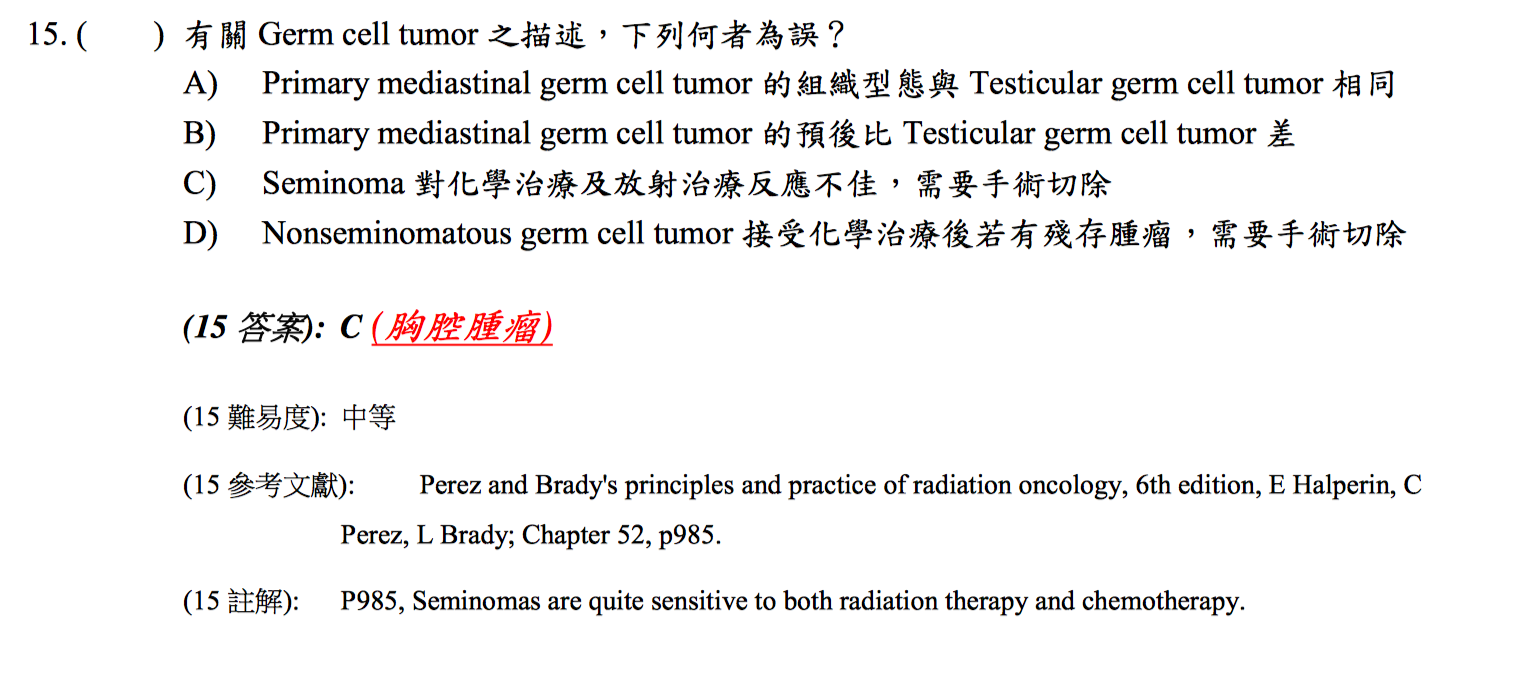 15. (　　) 有關 Germ cell tumor 之描述，下列何者為誤？
A) Primary mediastinal germ cell tumor 的組織型態與 Testicular germ cell tumor 相同
B) Primary mediastinal germ cell tumor 的預後比 Testicular germ cell tumor 差
C) Seminoma 對化學治療及放射治療反應不佳，需要手術切除
D) Nonseminomatous germ cell tumor 接受化學治療後若有殘存腫瘤，需要手術切除
(15 答案): C (胸腔腫瘤)
(15 難易度): 中等
(15 參考文獻): Perez and Brady's principles and practice of radiation oncology, 6th edition, E Halperin, C
Perez, L Brady; Chapter 52, p985.
(15 註解): P985, Seminomas are quite sensitive to both radiation therapy and chemotherapy.